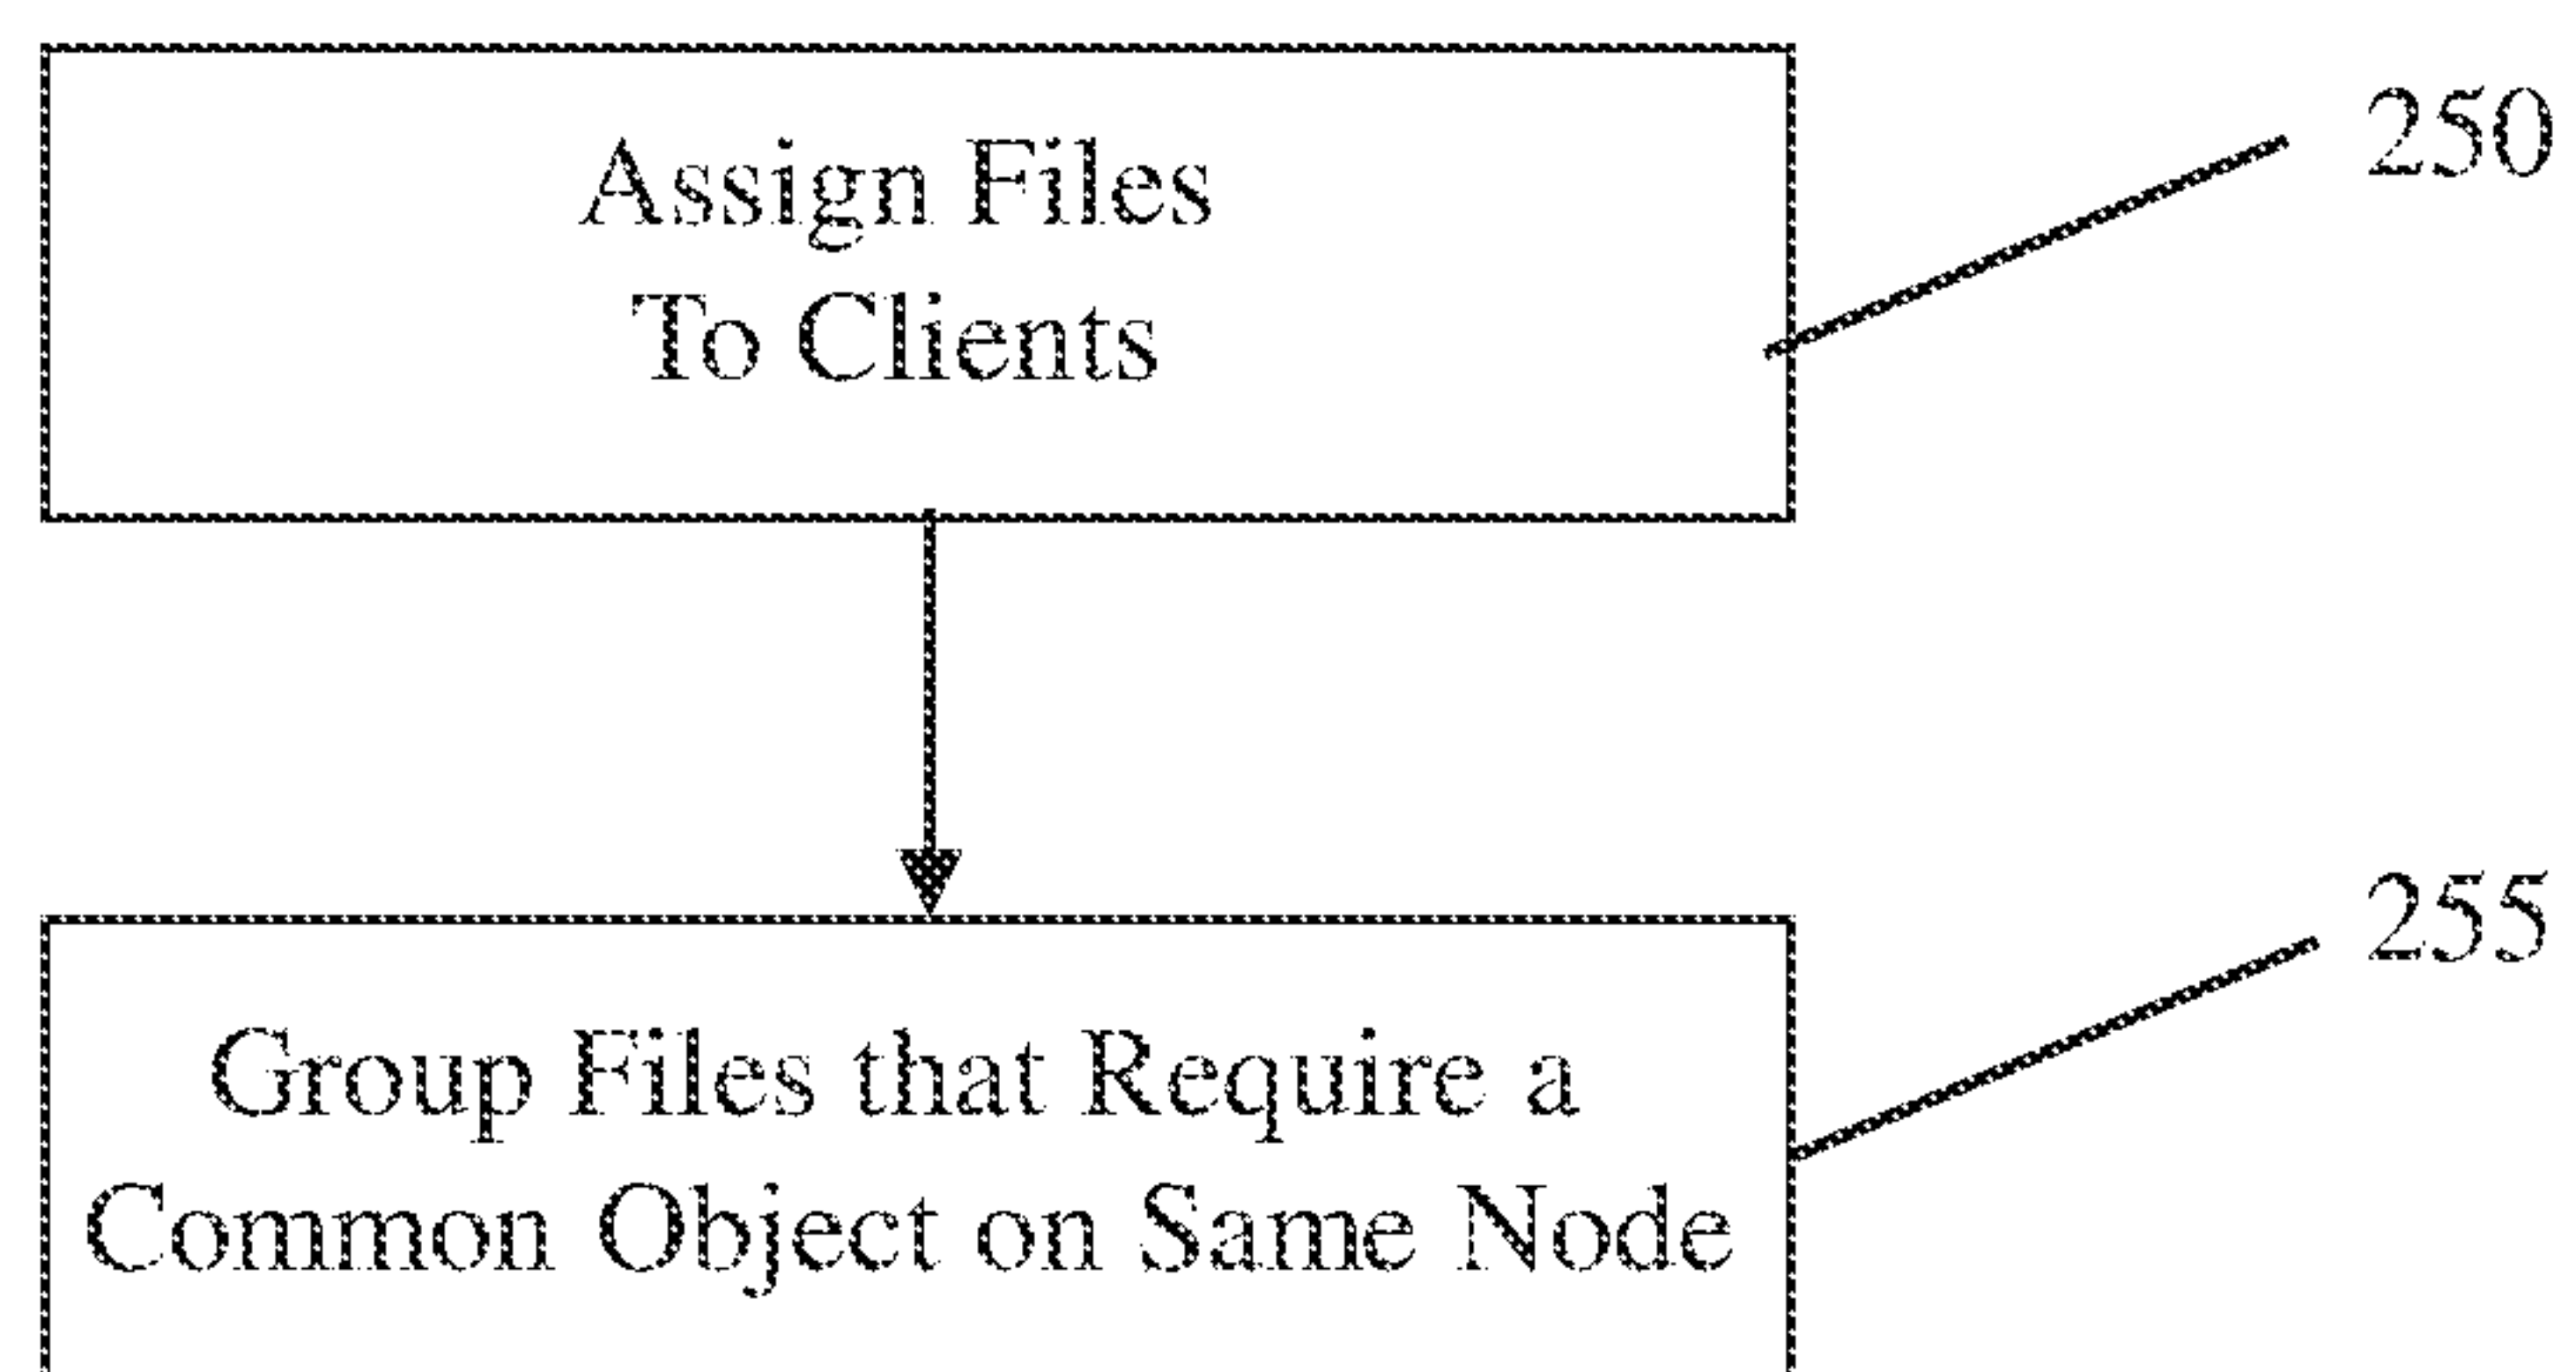 Assign Files
To Clients
250
Group Files that Require a
Common Object on Same Node
255